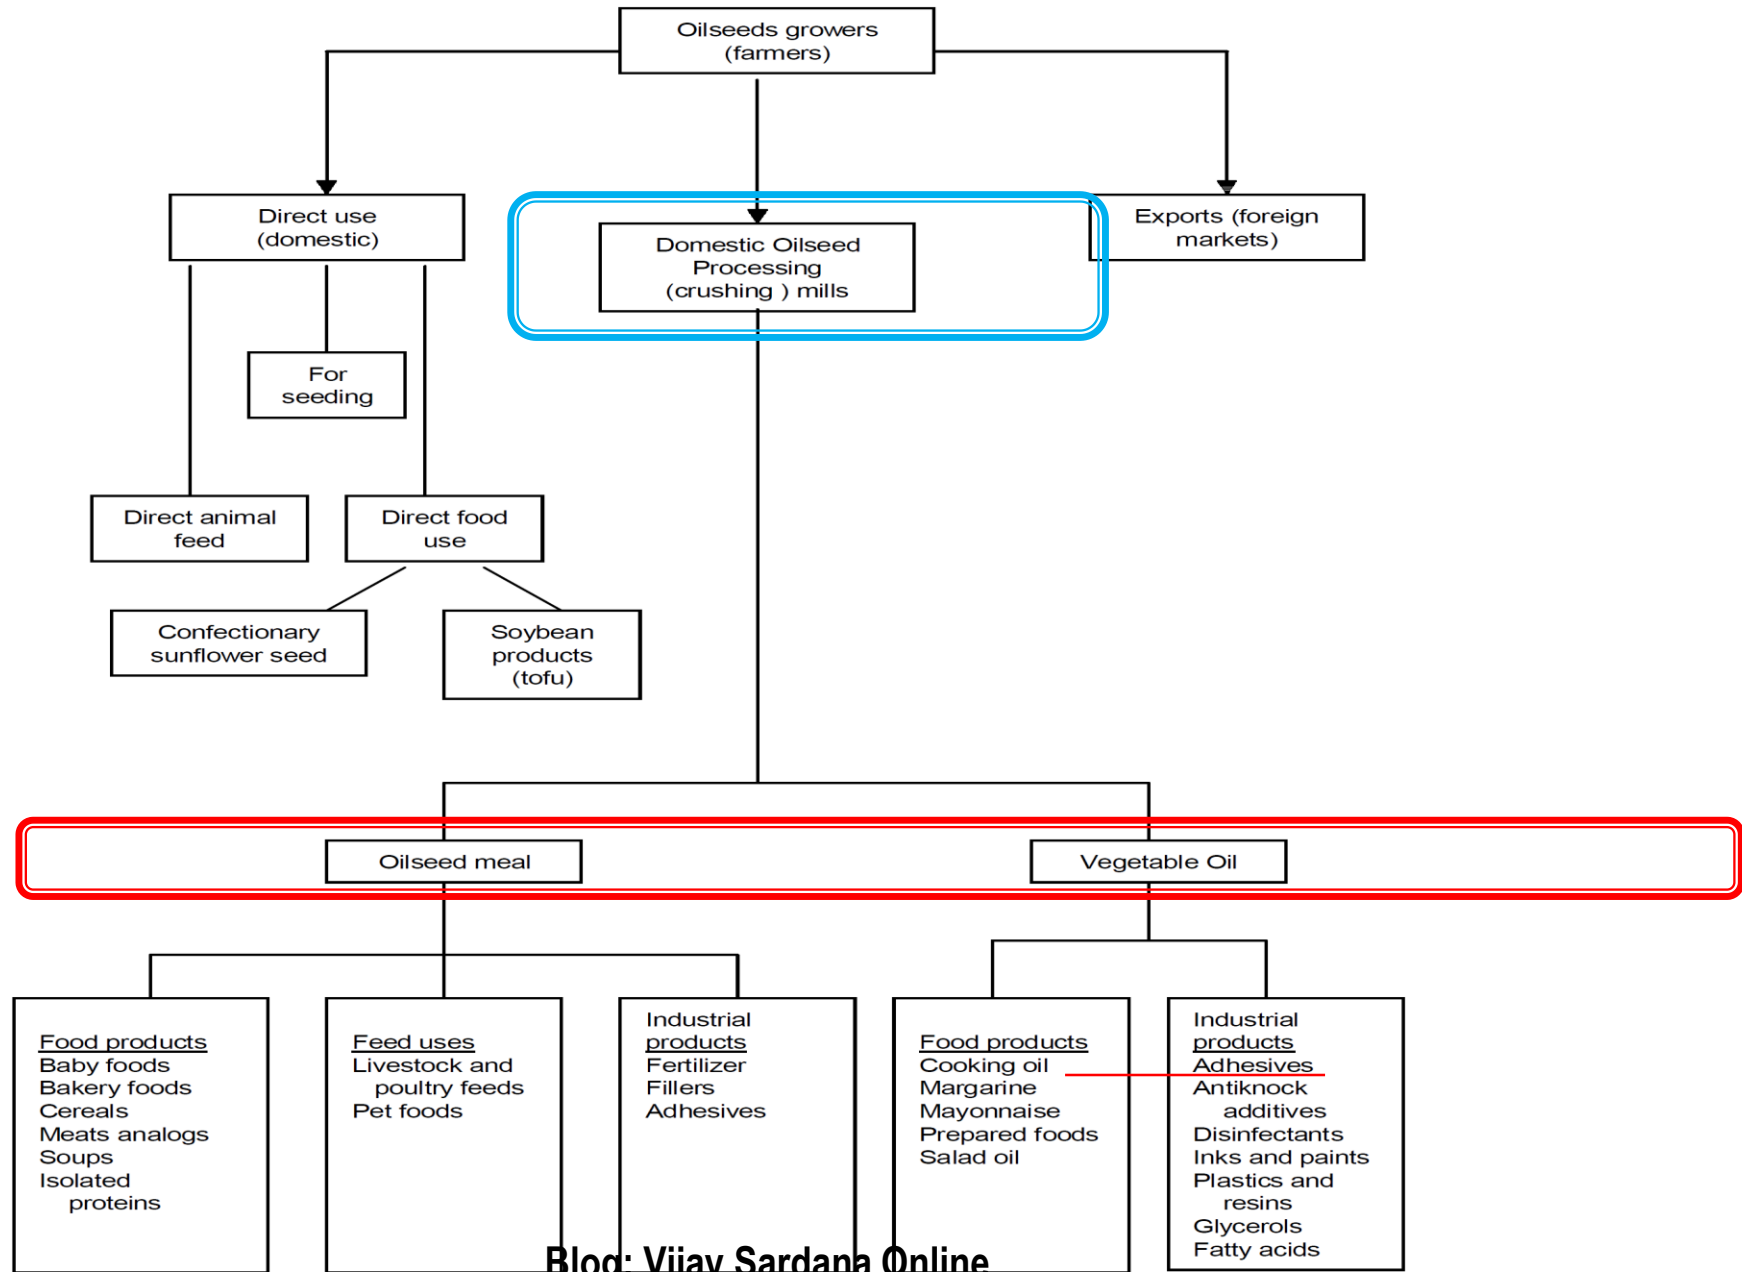 Oilseeds growers
(farmers)
Direct use
(domestic)
Domestic Oilseed
Processing
(crushing ) mills
Exports (foreign
markets)
For
seeding
Direct animal
feed
Direct food
use
Confectionary
sunflower seed
Soybean
products
(tofu)
Oilseed meal
Vegetable Oil
Food products
Baby foods
Bakery foods
Cereals
Meats analogs
Soups
Isolated
proteins
Feed uses
Livestock and
poultry feeds
Pet foods
Industrial
products
Fertilizer
Fillers
Adhesives
Food products
Cooking oil
Margarine
Mayonnaise
Prepared foods
Salad oil
Industrial
products
Adhesives
Antiknock
additives
Disinfectants
Inks and paints
Plastics and
resins
Glycerols
Fatty acids
Blog: Vijay Sardana Online